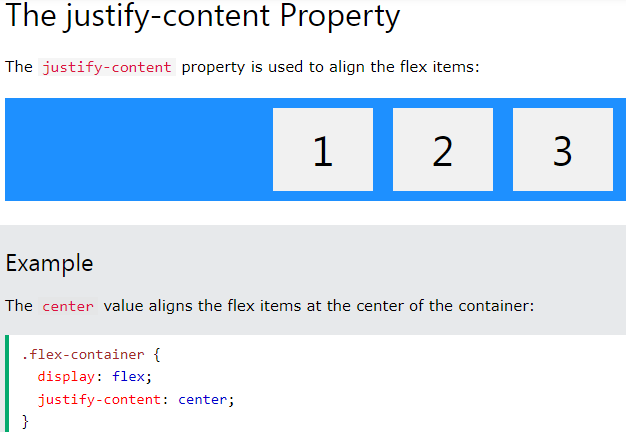 The justify-content Property
The justify-content property is used to align the flex items:
1 2 3
Example
The center value aligns the flex items at the center of the container:
.flex-container {
  display: flex;
  justify-content: center;
}